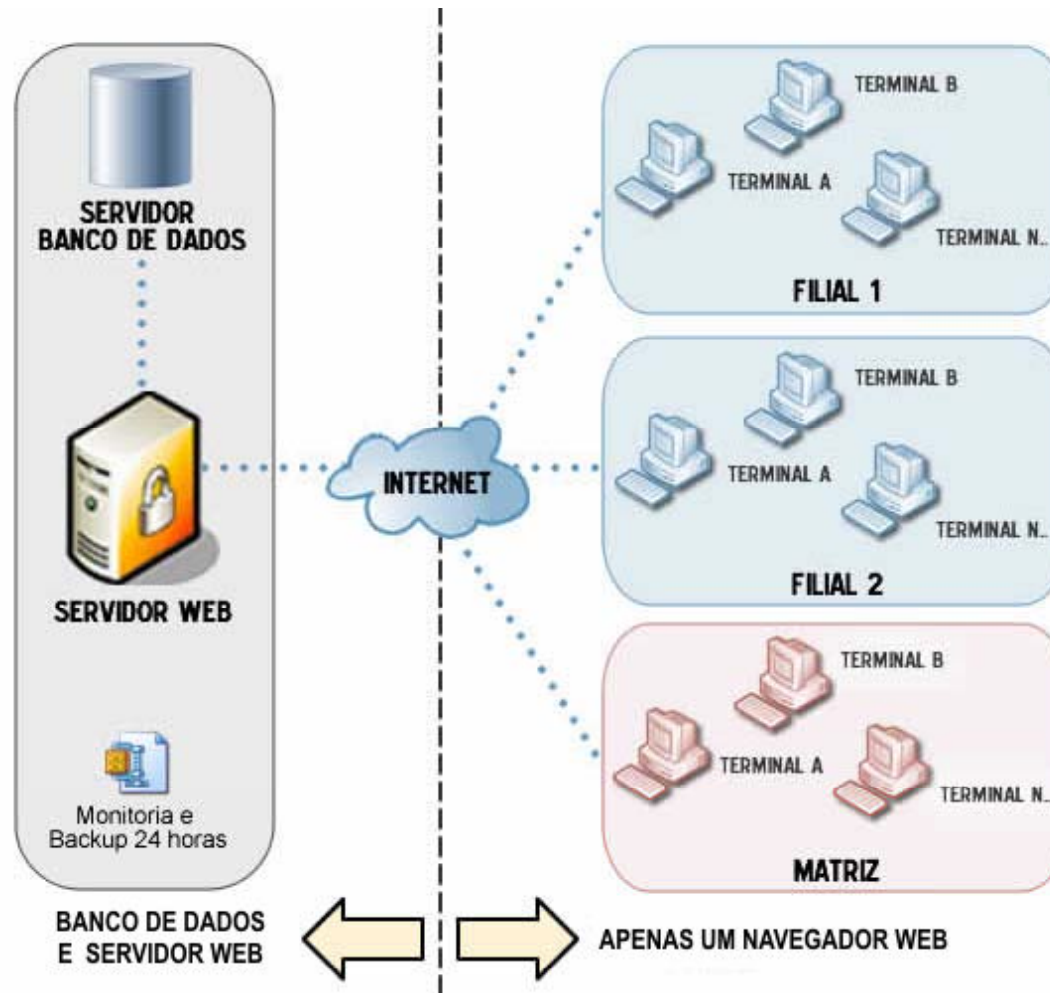 SERVIDOR
BANCO DE DADOS
SERVIDOR WEB
Monitoria e
Backup 24 horas
BANCO DE DADOS
E SERVIDOR WEB
INTERNET
TERMINAL B
TERMINAL A
TERMINAL N..
FILIAL 1
TERMINAL B
TERMINAL A
TERMINAL N..
FILIAL 2
TERMINAL B
TERMINAL A
TERMINAL N..
MATRIZ
APENAS UM NAVEGADOR WEB